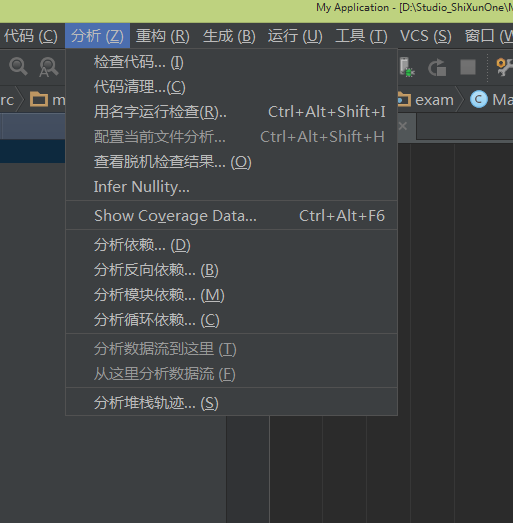 My Application - [D:\Studio_ShiXunOne\
代码 (C) 分析 (Z) 重构 (R) 生成 (B) 运行 (U) 工具 (T) VCS (S) 窗口 (W
检查代码... (I)
代码清理...(C)
用名字运行检查(R).. Ctrl+Alt+Shift+I
配置当前文件分析... Ctrl+Alt+Shift+H
查看脱机检查结果... (O)
Infer Nullity...
Show Coverage Data... Ctrl+Alt+F6
分析依赖... (D)
分析反向依赖... (B)
分析模块依赖... (M)
分析循环依赖... (C)
分析数据流到这里 (T)
从这里分析数据流 (F)
分析堆栈轨迹... (S)
rc m exam C Ma